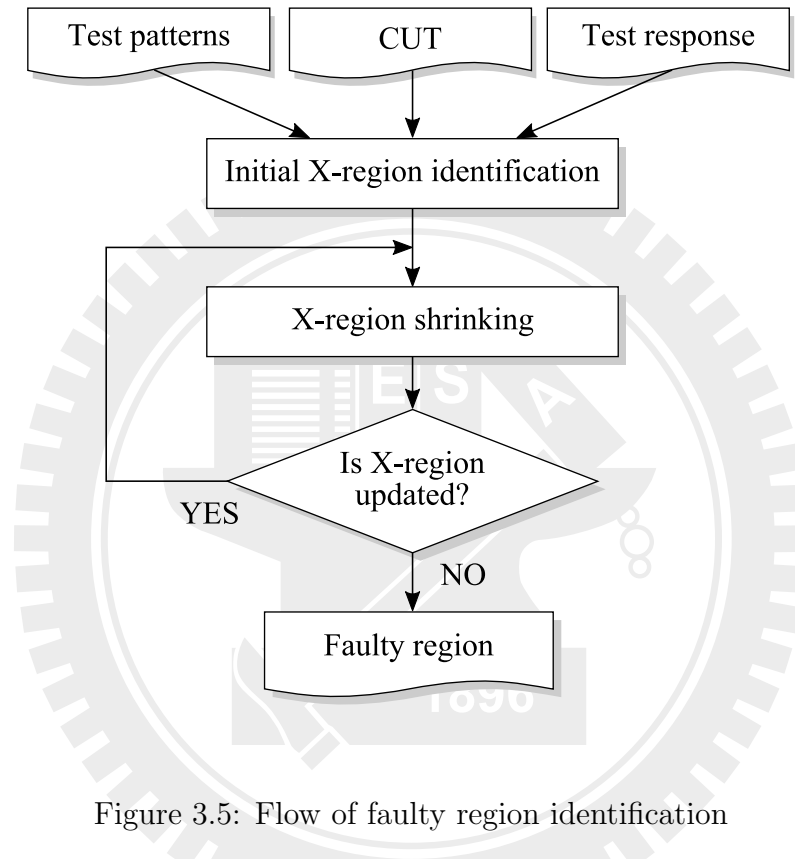 Test patterns
CUT
Test response
Initial X-region identification
X-region shrinking
E S
A
Is X-region
updated?
YES
NO
Faulty region
1896
Figure 3.5: Flow of faulty region identification